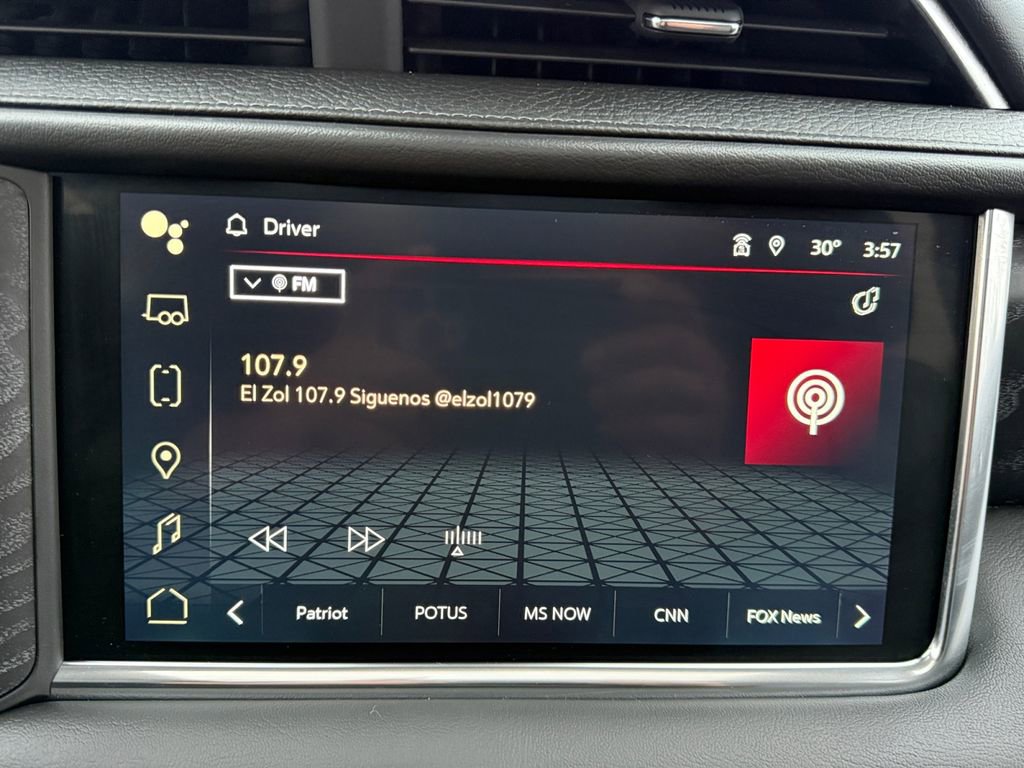 Driver
30° 3:57
FM
107.9
El Zol 107.9 Siguenos @elzol1079
Patriot POTUS MS NOW CNN FOX News